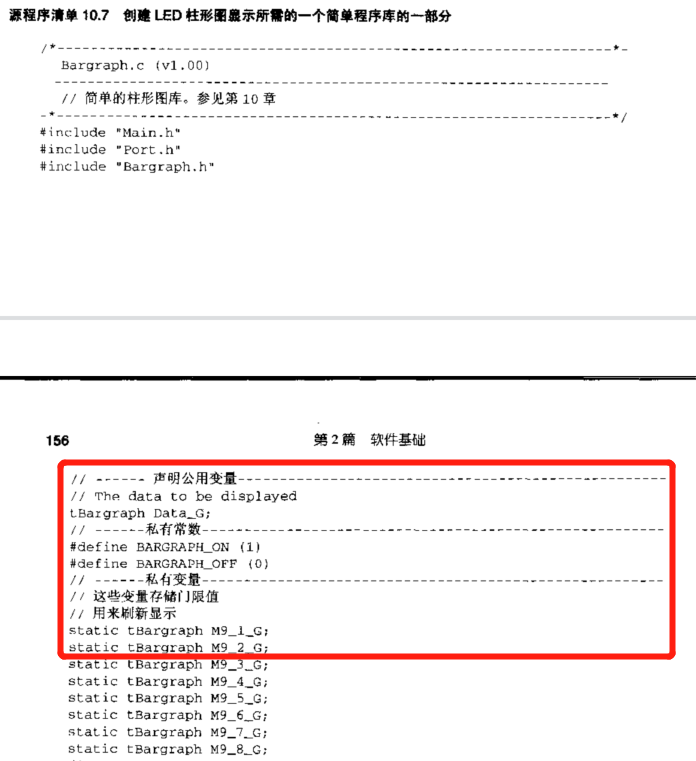 源程序清单 10.7 创建 LED 柱形图显示所需的一个简单程序库的一部分
/*------------------------------------------------------------------*-
Bargraph.c (v1.00)
------------------------------------------------------------------
// 简单的柱形图库。参见第 10 章
-*------------------------------------------------------------------*/
#include "Main.h"
#include "Port.h"
#include "Bargraph.h"
156 第 2 篇 软件基础
// ------ 声明公用变量------------------------------------------------
// The data to be displayed
tBargraph Data_G;
// ------私有常数------------------------------------------------
#define BARGRAPH_ON (1)
#define BARGRAPH_OFF (0)
// ------私有变量------------------------------------------------
// 这些变量存储门限值
// 用来刷新显示
static tBargraph M9_1_G;
static tBargraph M9_2_G;
static tBargraph M9_3_G;
static tBargraph M9_4_G;
static tBargraph M9_5_G;
static tBargraph M9_6_G;
static tBargraph M9_7_G;
static tBargraph M9_8_G;